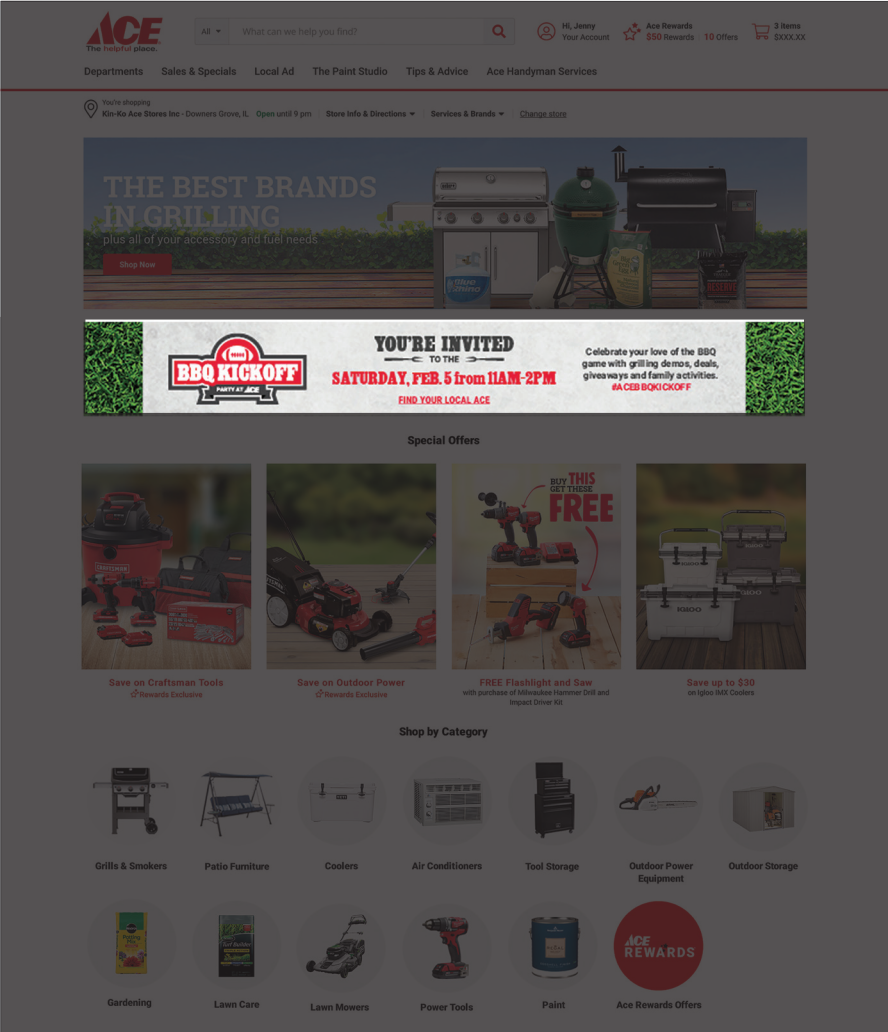 ACE
The helpful place.
All
What can we help you find?
Hi, Jenny
Your Account
Ace Rewards
$50 Rewards
10 Offers
3 items
$XXX.XX
Departments
Sales & Specials
Local Ad
The Paint Studio
Tips & Advice
Ace Handyman Services
You're shopping
Kin-Ko Ace Stores Inc - Downers Grove, IL
Open until 9 pm
Store Info & Directions
Services & Brands
Change store
THE BEST BRANDS
IN GRILLING
plus all of your accessory and fuel needs
Shop Now
BBQ KICKOFF
PARTY AT ACE
YOU'RE INVITED
TO THE
SATURDAY, FEB. 5 from 11AM-2PM
FIND YOUR LOCAL ACE
Celebrate your love of the BBQ
game with grilling demos, deals,
giveaways and family activities.
#ACEBBQKICKOFF
Special Offers
CRAFTSMAN
BUY THIS
GET THESE
FREE
IGLOO
IGLOO
Save on Craftsman Tools
Rewards Exclusive
Save on Outdoor Power
Rewards Exclusive
FREE Flashlight and Saw
with purchase of Milwaukee Hammer Drill and
Impact Driver Kit
Save up to $30
on Igloo IMX Coolers
Shop by Category
Grills & Smokers
Patio Furniture
Coolers
Air Conditioners
Tool Storage
Outdoor Power
Equipment
Outdoor Storage
ACE
REWARDS
Gardening
Lawn Care
Lawn Mowers
Power Tools
Paint
Ace Rewards Offers